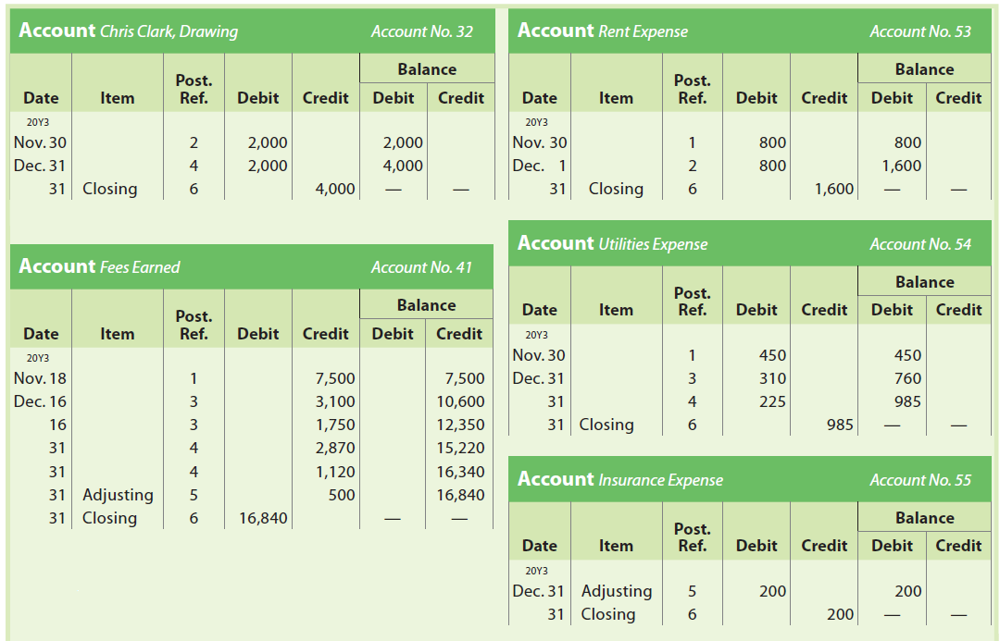 Account Chris Clark, Drawing Account No. 32
Balance
Date Item Post. Ref. Debit Credit Debit Credit
20Y3
Nov. 30 2 2,000 2,000
Dec. 31 4 2,000 4,000
31 Closing 6 4,000 — —
Account Fees Earned Account No. 41
Balance
Date Item Post. Ref. Debit Credit Debit Credit
20Y3
Nov. 18 1 7,500 7,500
Dec. 16 3 3,100 10,600
16 3 1,750 12,350
31 4 2,870 15,220
31 4 1,120 16,340
31 Adjusting 5 500 16,840
31 Closing 6 16,840 — —
Account Rent Expense Account No. 53
Balance
Date Item Post. Ref. Debit Credit Debit Credit
20Y3
Nov. 30 1 800 800
Dec. 1 2 800 1,600
31 Closing 6 1,600 — —
Account Utilities Expense Account No. 54
Balance
Date Item Post. Ref. Debit Credit Debit Credit
20Y3
Nov. 30 1 450 450
Dec. 31 3 310 760
31 4 225 985
31 Closing 6 985 — —
Account Insurance Expense Account No. 55
Balance
Date Item Post. Ref. Debit Credit Debit Credit
20Y3
Dec. 31 Adjusting 5 200 200
31 Closing 6 200 — —